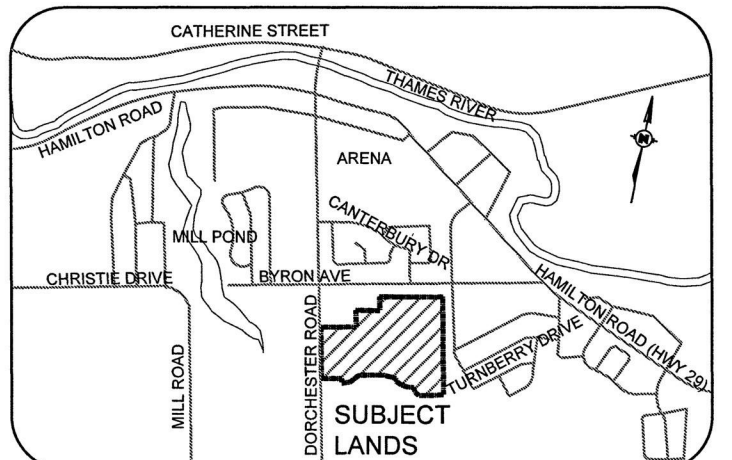 CATHERINE STREET
THAMES RIVER
HAMILTON ROAD
ARENA
N
CANTERBURY DR
MILL POND
CHRISTIE DRIVE
BYRON AVE
HAMILTON ROAD (HWY 29)
DORCHESTER ROAD
TURNBERRY DRIVE
MILL ROAD
SUBJECT
LANDS